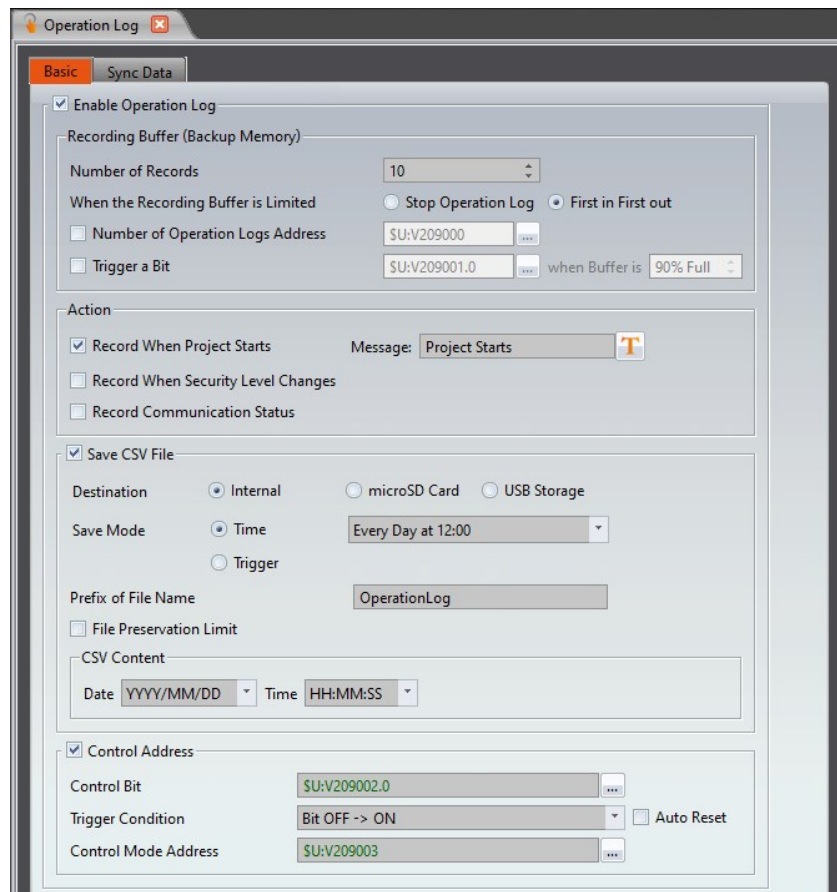 Operation Log
Basic Sync Data
Enable Operation Log
Recording Buffer (Backup Memory)
Number of Records 10
When the Recording Buffer is Limited Stop Operation Log First in First out
Number of Operation Logs Address $U:V209000 ...
Trigger a Bit $U:V209001.0 ... when Buffer is 90% Full
Action
Record When Project Starts Message: Project Starts T
Record When Security Level Changes
Record Communication Status
Save CSV File
Destination Internal microSD Card USB Storage
Save Mode Time Every Day at 12:00
Trigger
Prefix of File Name OperationLog
File Preservation Limit
CSV Content
Date YYYY/MM/DD Time HH:MM:SS
Control Address
Control Bit $U:V209002.0 ...
Trigger Condition Bit OFF -> ON Auto Reset
Control Mode Address $U:V209003 ...